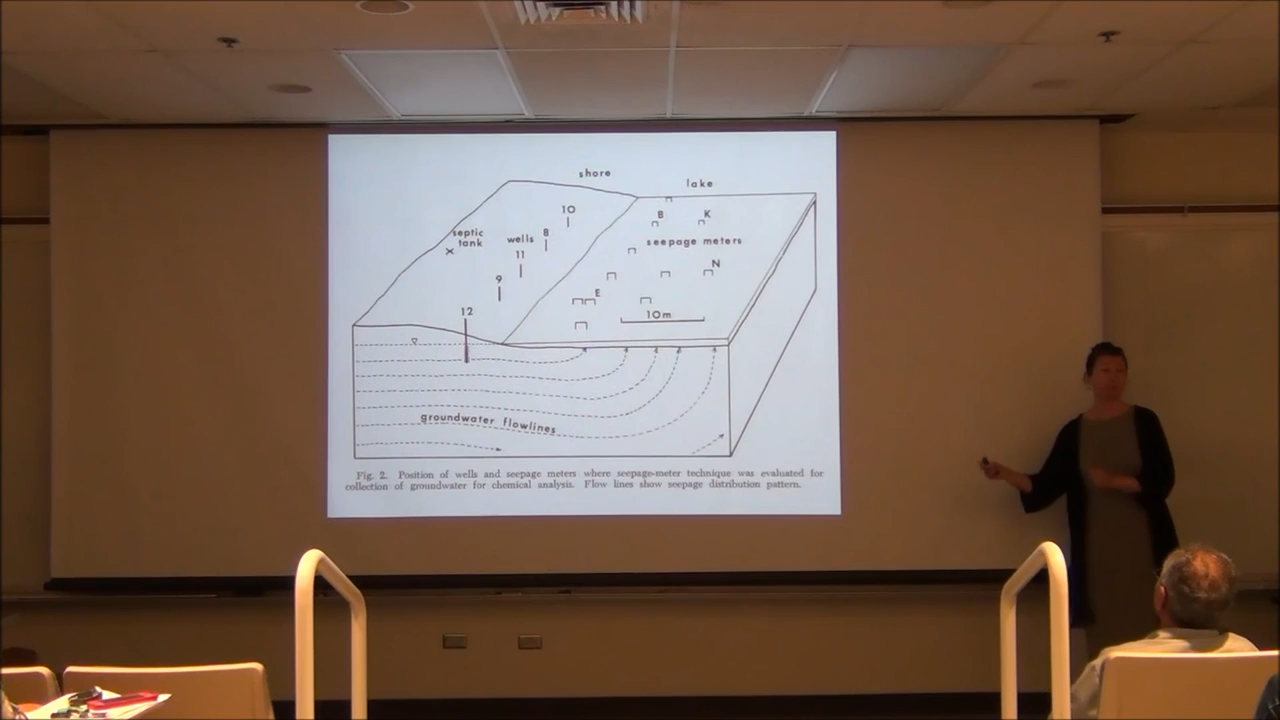 shore
lake
10
B K
septic
tank
wells
8
seepage meters
11
N
9
E
12
10m
groundwater flowlines
Fig. 2. Position of wells and seepage meters where seepage-meter technique was evaluated for
collection of groundwater for chemical analysis. Flow lines show seepage distribution pattern.